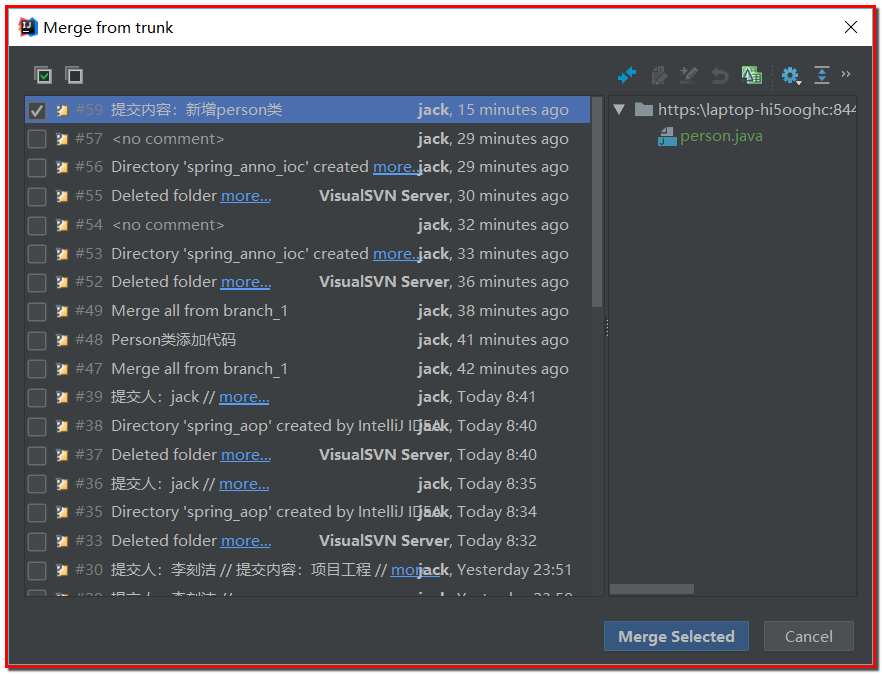 Merge from trunk
#59 提交内容：新增person类 jack, 15 minutes ago
#57 <no comment> jack, 29 minutes ago
#56 Directory 'spring_anno_ioc' created more... jack, 29 minutes ago
#55 Deleted folder more... VisualSVN Server, 30 minutes ago
#54 <no comment> jack, 32 minutes ago
#53 Directory 'spring_anno_ioc' created more... jack, 33 minutes ago
#52 Deleted folder more... VisualSVN Server, 36 minutes ago
#49 Merge all from branch_1 jack, 38 minutes ago
#48 Person类添加代码 jack, 41 minutes ago
#47 Merge all from branch_1 jack, 42 minutes ago
#39 提交人：jack // more... jack, Today 8:41
#38 Directory 'spring_aop' created by IntelliJ IDEA jack, Today 8:40
#37 Deleted folder more... VisualSVN Server, Today 8:40
#36 提交人：jack // more... jack, Today 8:35
#35 Directory 'spring_aop' created by IntelliJ IDEA jack, Today 8:34
#33 Deleted folder more... VisualSVN Server, Today 8:32
#30 提交人：李刻洁 // 提交内容：项目工程 // more jack, Yesterday 23:51
https:\laptop-hi5ooghc:844
person.java
Merge Selected
Cancel